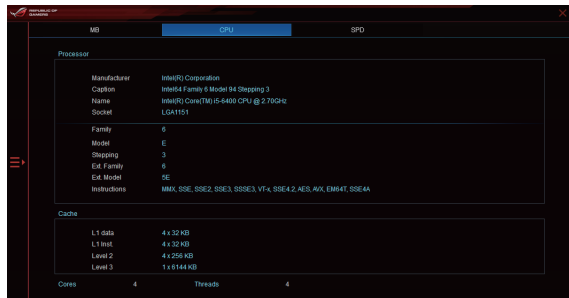 REPUBLIC OF
GAMERS
MB CPU SPD
Processor
Manufacturer Intel(R) Corporation
Caption Intel64 Family 6 Model 94 Stepping 3
Name Intel(R) Core(TM) i5-6400 CPU @ 2.70GHz
Socket LGA1151
Family 6
Model E
Stepping 3
Ext. Family 6
Ext. Model 5E
Instructions MMX, SSE, SSE2, SSE3, SSSE3, VT-x, SSE4.2, AES, AVX, EM64T, SSE4A
Cache
L1 data 4 x 32 KB
L1 Inst. 4 x 32 KB
Level 2 4 x 256 KB
Level 3 1 x 6144 KB
Cores 4 Threads 4